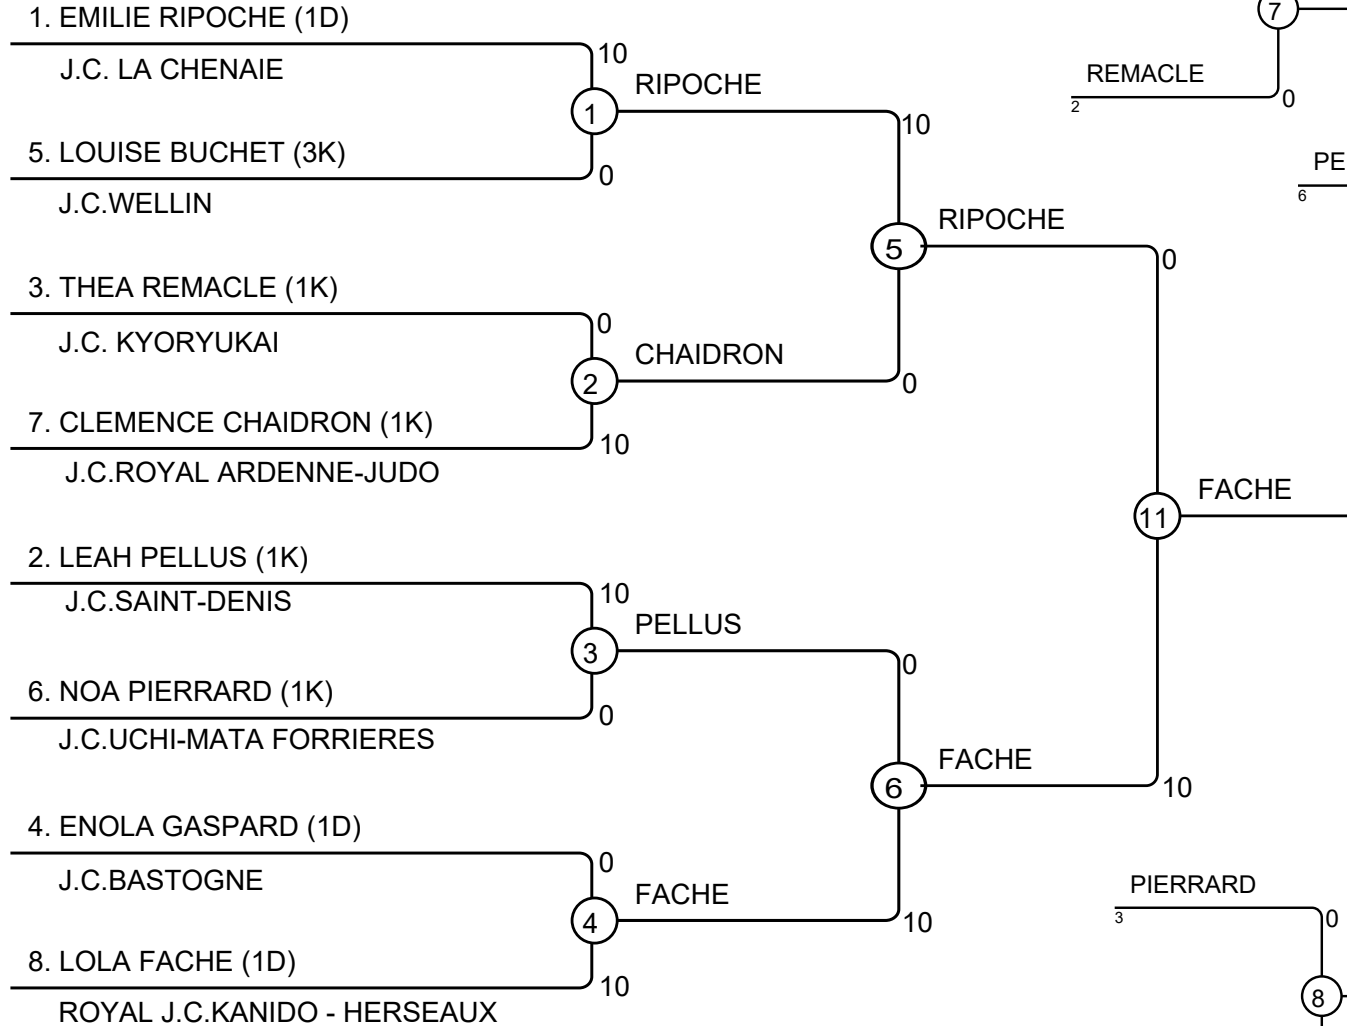 1. EMILIE RIPOCHE (1D)
J.C. LA CHENAIE
10
1
RIPOCHE
5. LOUISE BUCHET (3K)
0
J.C.WELLIN
10
5
RIPOCHE
3. THEA REMACLE (1K)
0
J.C. KYORYUKAI
2
CHAIDRON
0
7. CLEMENCE CHAIDRON (1K)
10
J.C.ROYAL ARDENNE-JUDO
0
11
FACHE
2. LEAH PELLUS (1K)
10
J.C.SAINT-DENIS
3
PELLUS
0
6. NOA PIERRARD (1K)
0
J.C.UCHI-MATA FORRIERES
6
FACHE
10
4. ENOLA GASPARD (1D)
0
J.C.BASTOGNE
4
FACHE
10
8. LOLA FACHE (1D)
10
ROYAL J.C.KANIDO - HERSEAUX
7
REMACLE
2
0
PE
6
PIERRARD
3
0
8